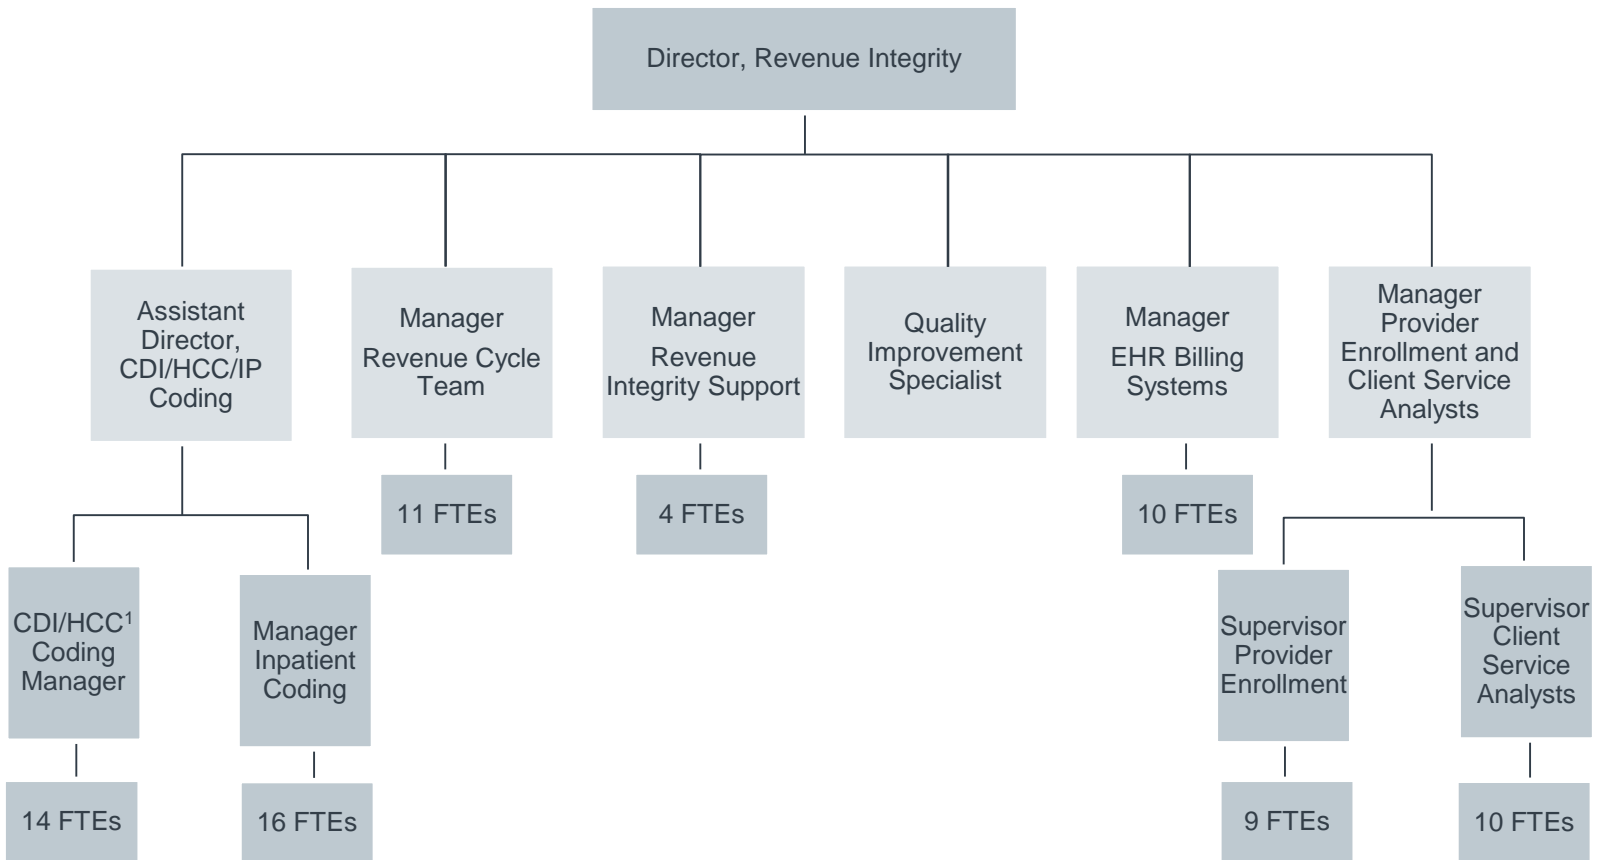 Director, Revenue Integrity
Assistant
Director,
CDI/HCC/IP
Coding
Manager
Revenue Cycle
Team
Manager
Revenue
Integrity Support
Quality
Improvement
Specialist
Manager
EHR Billing
Systems
Manager
Provider
Enrollment and
Client Service
Analysts
11 FTEs
4 FTEs
10 FTEs
CDI/HCC¹
Coding
Manager
Manager
Inpatient
Coding
Supervisor
Provider
Enrollment
Supervisor
Client
Service
Analysts
14 FTEs
16 FTEs
9 FTEs
10 FTEs